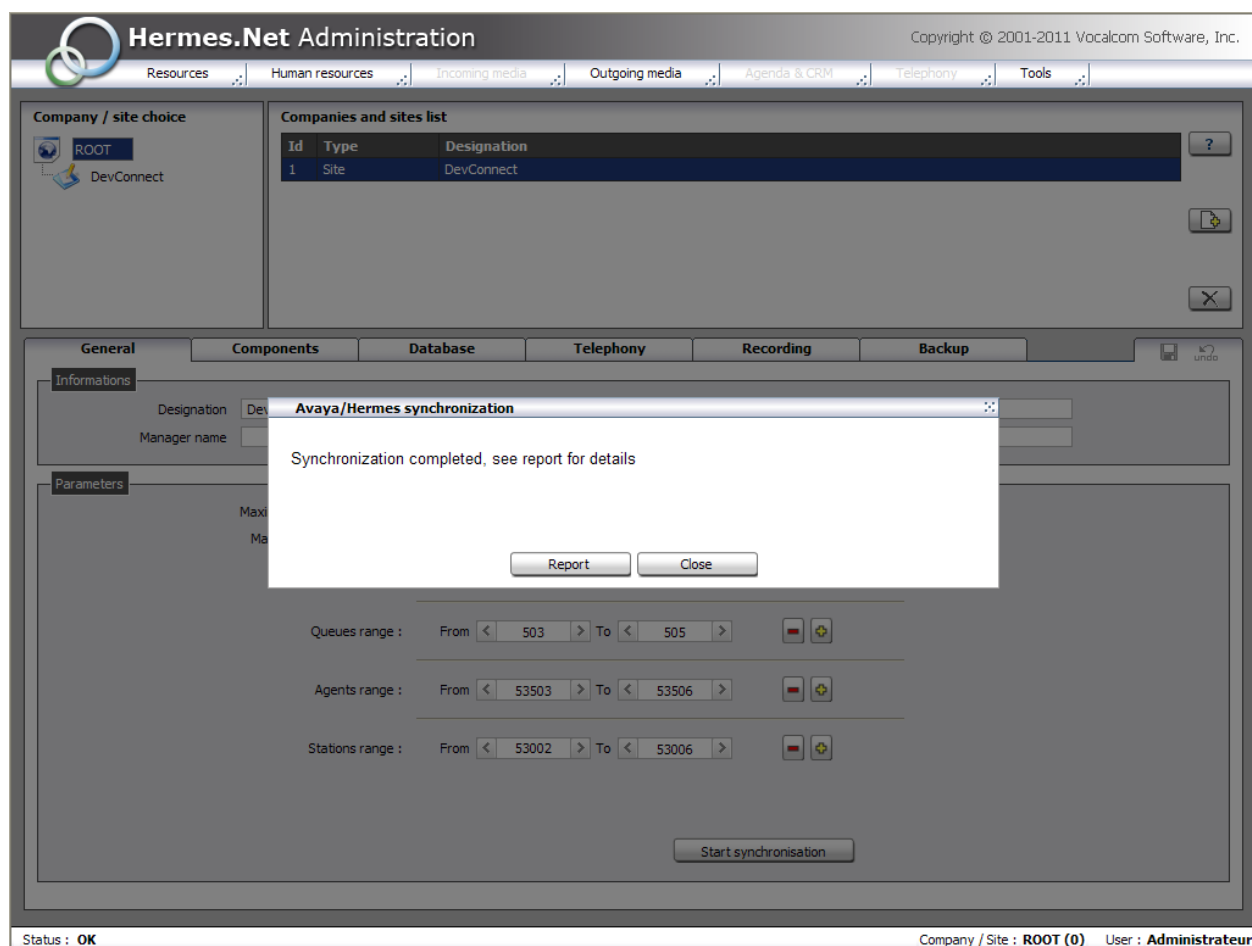 Hermes.Net Administration
Copyright © 2001-2011 Vocalcom Software, Inc.
Resources Human resources Incoming media Outgoing media Agenda & CRM Telephony Tools
Company / site choice
ROOT
DevConnect
Companies and sites list
Id Type Designation
1 Site DevConnect
?
General Components Database Telephony Recording Backup
undo
Informations
Designation Dev
Manager name
Parameters
Maxi
Ma
Avaya/Hermes synchronization
Synchronization completed, see report for details
Report Close
Queues range : From < 503 > To < 505 >
Agents range : From < 53503 > To < 53506 >
Stations range : From < 53002 > To < 53006 >
Start synchronisation
Status : OK
Company / Site : ROOT (0) User : Administrateur